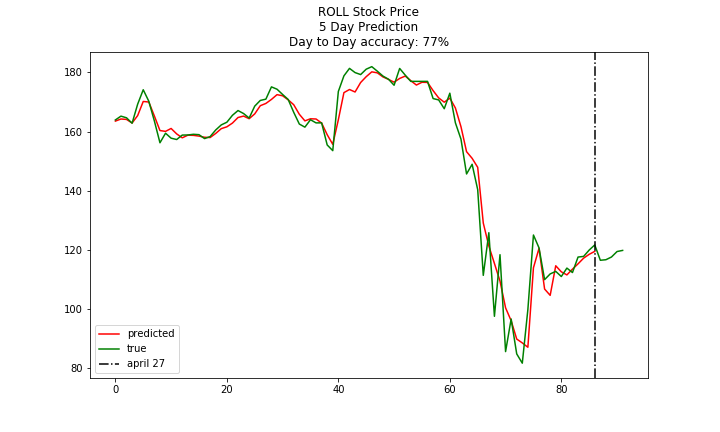 ROLL Stock Price
5 Day Prediction
Day to Day accuracy: 77%
180
160
140
120
100
80
predicted
true
april 27
0
20
40
60
80